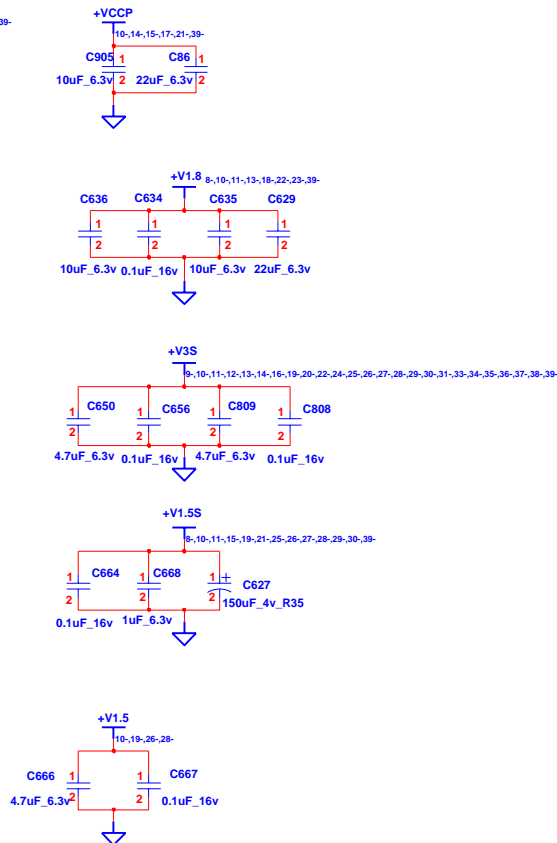 39-
+VCCP
10-,14-,15-,17-,21-,39-
C905 1 C86 1
10uF_6.3v 2 22uF_6.3v 2
+V1.8
8-,10-,11-,13-,18-,22-,23-,39-
C636 C634 C635 C629
1 1 1 1
2 2 2 2
10uF_6.3v 0.1uF_16v 10uF_6.3v 22uF_6.3v
+V3S
9-,10-,11-,12-,13-,14-,16-,19-,20-,22-,24-,25-,26-,27-,28-,29-,30-,31-,33-,34-,35-,36-,37-,38-,39-
1 C650 1 C656 1 C809 1 C808
2 2 2 2
4.7uF_6.3v 0.1uF_16v 4.7uF_6.3v 0.1uF_16v
+V1.5S
8-,10-,11-,15-,19-,21-,25-,26-,27-,28-,29-,30-,39-
1 C664 1 C668 1 + C627
2 2 2 150uF_4v_R35
0.1uF_16v 1uF_6.3v
+V1.5
10-,19-,26-,28-
C666 1 1 C667
4.7uF_6.3v 2 2 0.1uF_16v